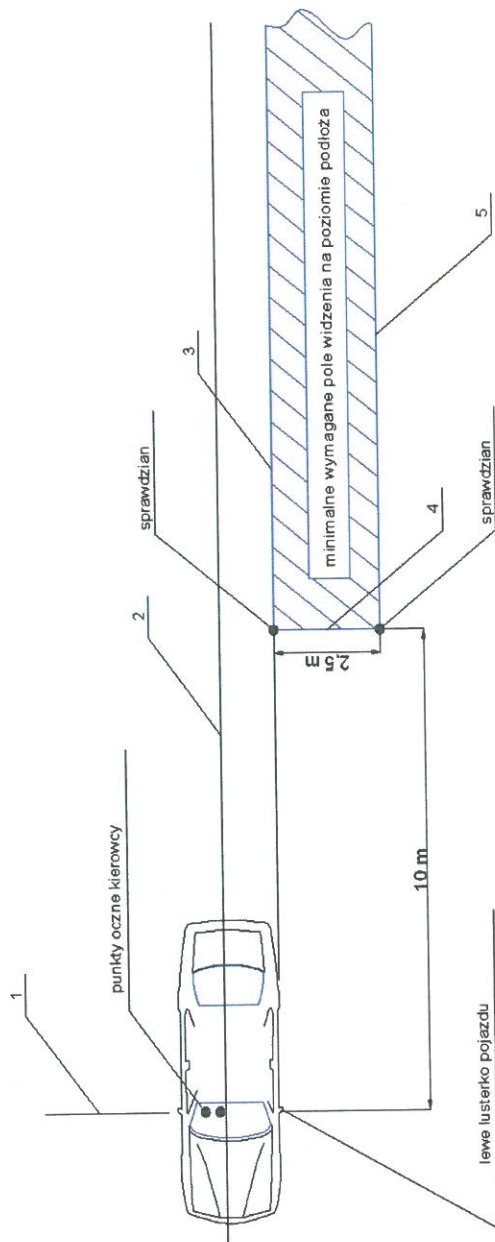 1
punkty oczne kierowcy
2
sprawdzian
3
minimalne wymagane pole widzenia na poziomie podłoża
2,5 m
4
5
sprawdzian
10 m
lewe lusterko pojazdu